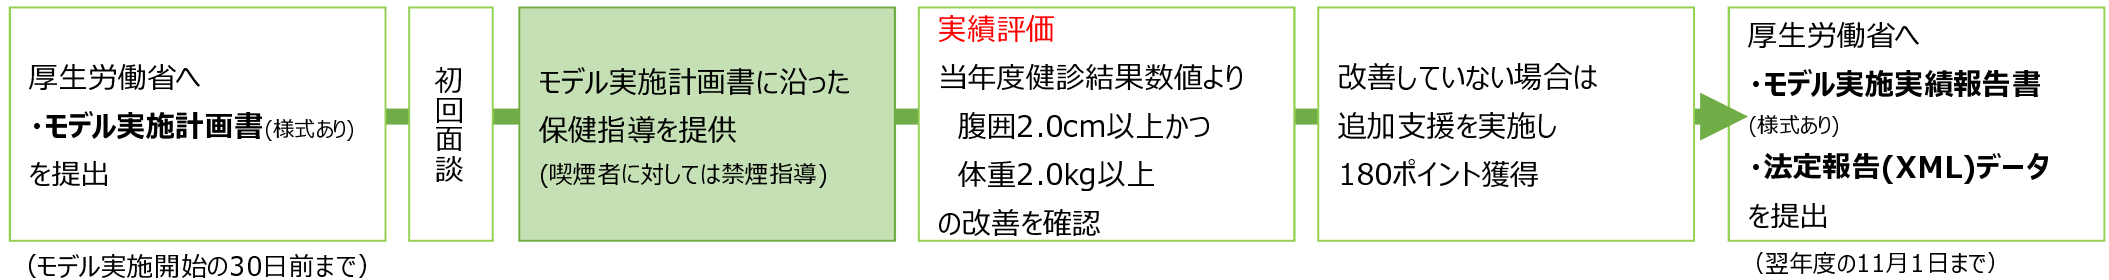 厚生労働省へ
・モデル実施計画書(様式あり)
を提出
(モデル実施開始の30日前まで)
初回面談
モデル実施計画書に沿った
保健指導を提供
(喫煙者に対しては禁煙指導)
実績評価
当年度健診結果数値より
腹囲2.0cm以上かつ
体重2.0kg以上
の改善を確認
改善していない場合は
追加支援を実施し
180ポイント獲得
厚生労働省へ
・モデル実施実績報告書
(様式あり)
・法定報告(XML)データ
を提出
(翌年度の11月1日まで)